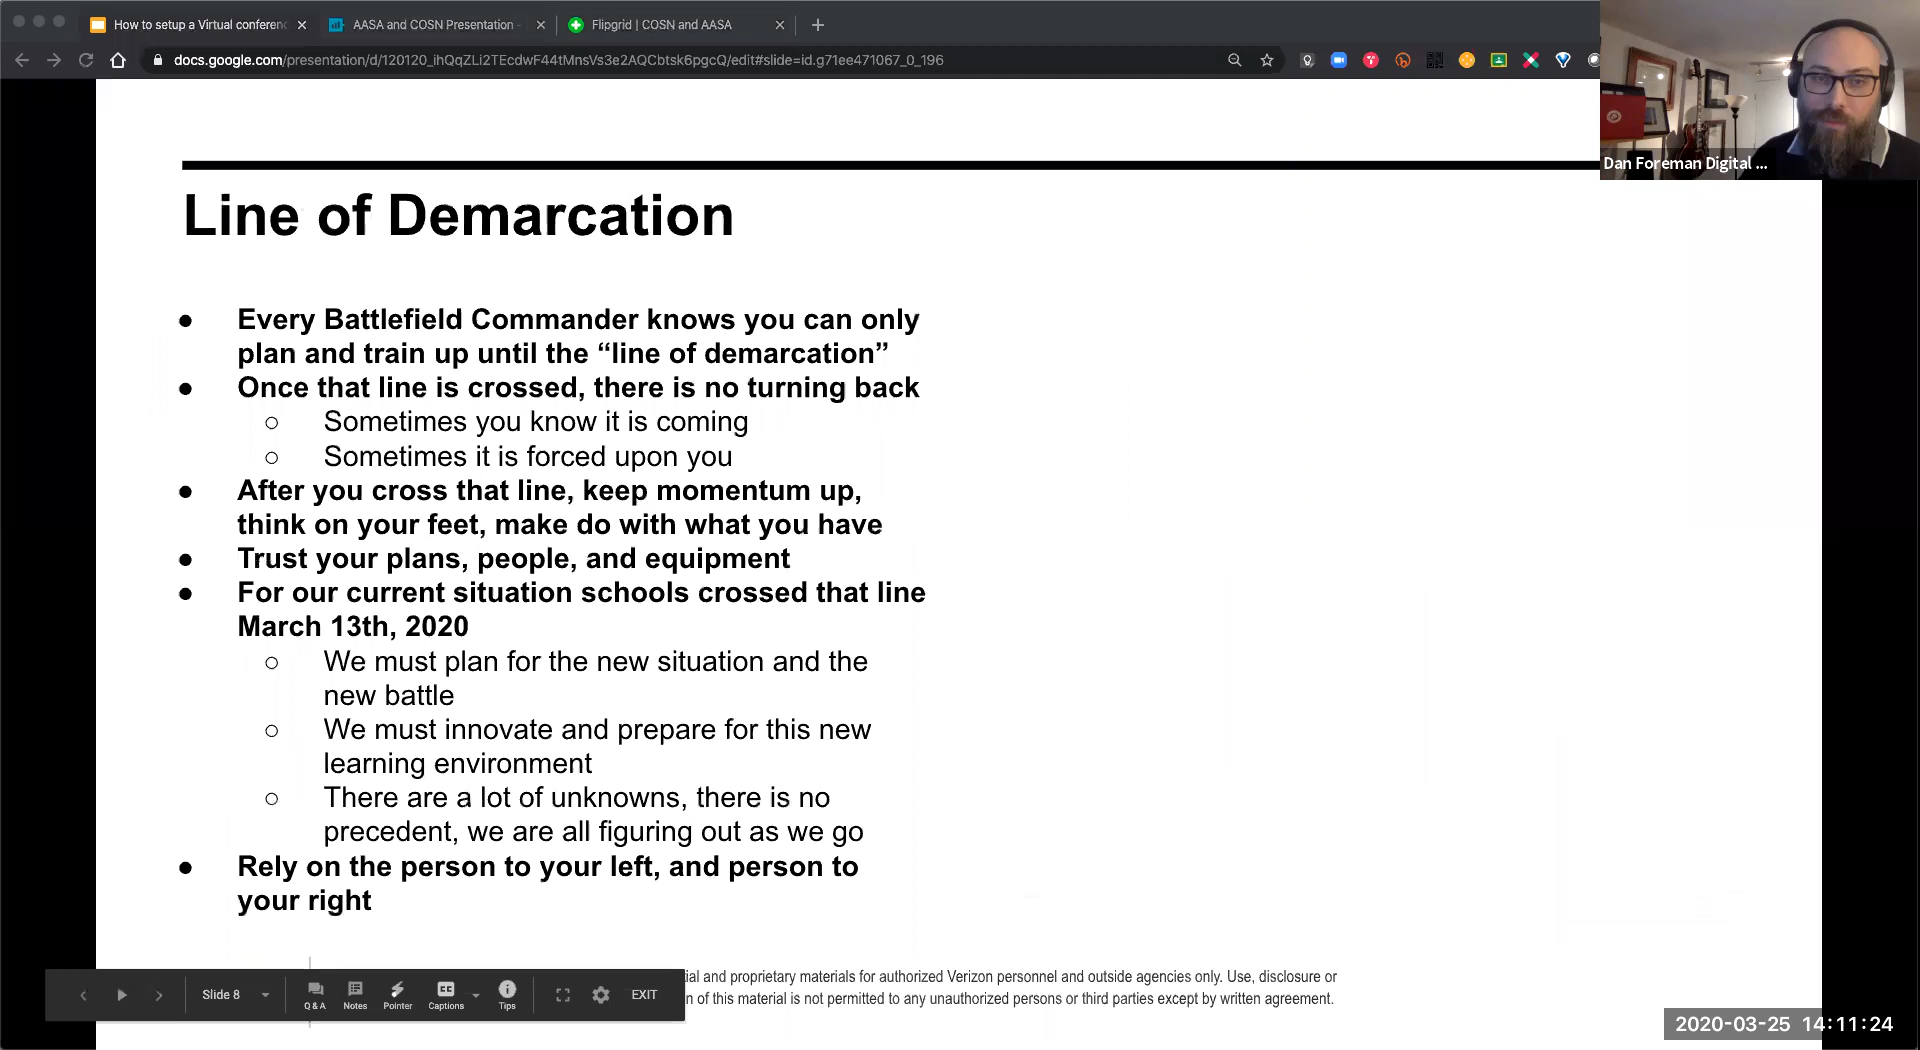 How to setup a Virtual conferen
AASA and COSN Presentation -
Flipgrid | COSN and AASA
docs.google.com/presentation/d/120120_ihQqZLi2TEcdwF44tMnsVs3e2AQCbtsk6pgcQ/edit#slide=id.g71ee471067_0_196
Dan Foreman Digital ...
Line of Demarcation
● Every Battlefield Commander knows you can only
plan and train up until the “line of demarcation”
● Once that line is crossed, there is no turning back
○ Sometimes you know it is coming
○ Sometimes it is forced upon you
● After you cross that line, keep momentum up,
think on your feet, make do with what you have
● Trust your plans, people, and equipment
● For our current situation schools crossed that line
March 13th, 2020
○ We must plan for the new situation and the
new battle
○ We must innovate and prepare for this new
learning environment
○ There are a lot of unknowns, there is no
precedent, we are all figuring out as we go
● Rely on the person to your left, and person to
your right
ial and proprietary materials for authorized Verizon personnel and outside agencies only. Use, disclosure or
n of this material is not permitted to any unauthorized persons or third parties except by written agreement.
Slide 8
Q & A
Notes
Pointer
CC
Captions
Tips
EXIT
2020-03-25 14:11:24